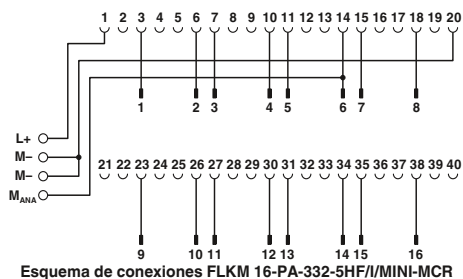 1 2 3 4 5 6 7 8 9 10 11 12 13 14 15 16 17 18 19 20
1 2 3 4 5 6 7 8
L+
M–
M–
MANA
21 22 23 24 25 26 27 28 29 30 31 32 33 34 35 36 37 38 39 40
9 10 11 12 13 14 15 16
Esquema de conexiones FLKM 16-PA-332-5HF/I/MINI-MCR